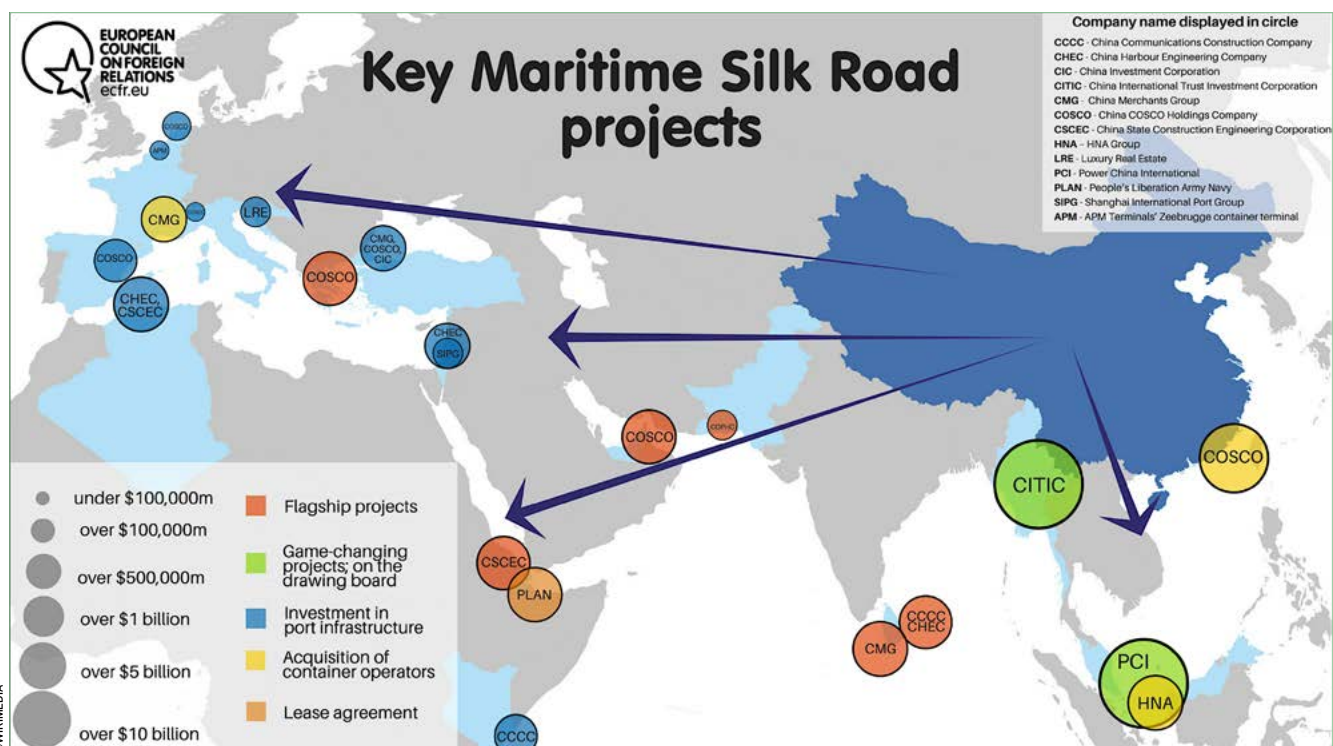 EUROPEAN
COUNCIL
ON FOREIGN
RELATIONS
ecfr.eu
Key Maritime Silk Road
projects
Company name displayed in circle
CCCC - China Communications Construction Company
CHEC - China Harbour Engineering Company
CIC - China Investment Corporation
CITIC - China International Trust Investment Corporation
CMG - China Merchants Group
COSCO - China COSCO Holdings Company
CSCEC - China State Construction Engineering Corporation
HNA - HNA Group
LRE - Luxury Real Estate
PCI - Power China International
PLAN - People's Liberation Army Navy
SIPG - Shanghai International Port Group
APM - APM Terminals' Zeebrugge container terminal
COSCO
APM
CMG
LRE
CMG,
COSCO,
CIC
COSCO
COSCO
CHEC,
CSCEC
CHEC
SIPG
COSCO
COPHC
CITIC
COSCO
CSCEC
PLAN
CCCC
CHEC
CMG
PCI
HNA
CCCC
under $100,000m
over $100,000m
over $500,000m
over $1 billion
over $5 billion
over $10 billion
Flagship projects
Game-changing
projects; on the
drawing board
Investment in
port infrastructure
Acquisition of
container operators
Lease agreement